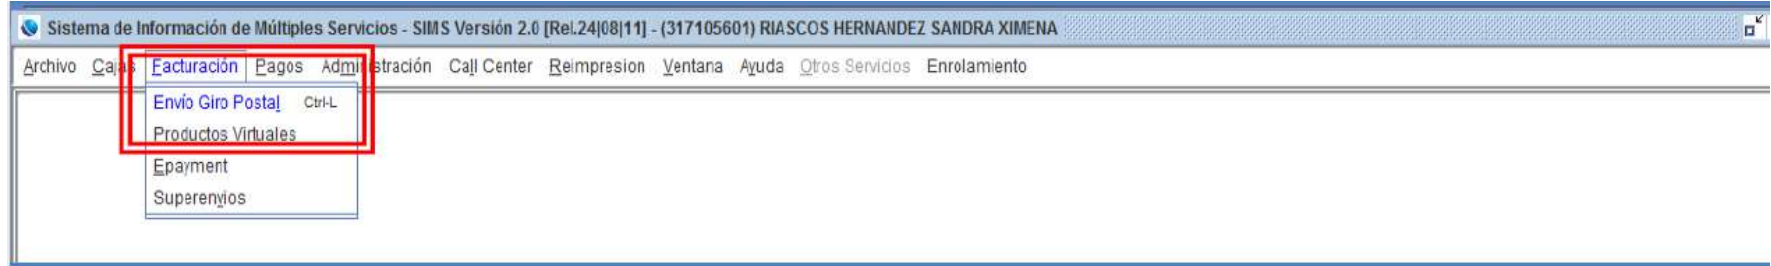 Sistema de Información de Múltiples Servicios - SIMS Versión 2.0 [Rel.24|08|11] - (317105601) RIASCOS HERNANDEZ SANDRA XIMENA
Archivo Cajas Facturación Pagos Administración Call Center Reimpresion Ventana Ayuda Otros Servicios Enrolamiento
Envío Giro Postal Ctrl-L
Productos Virtuales
Epayment
Superenvios